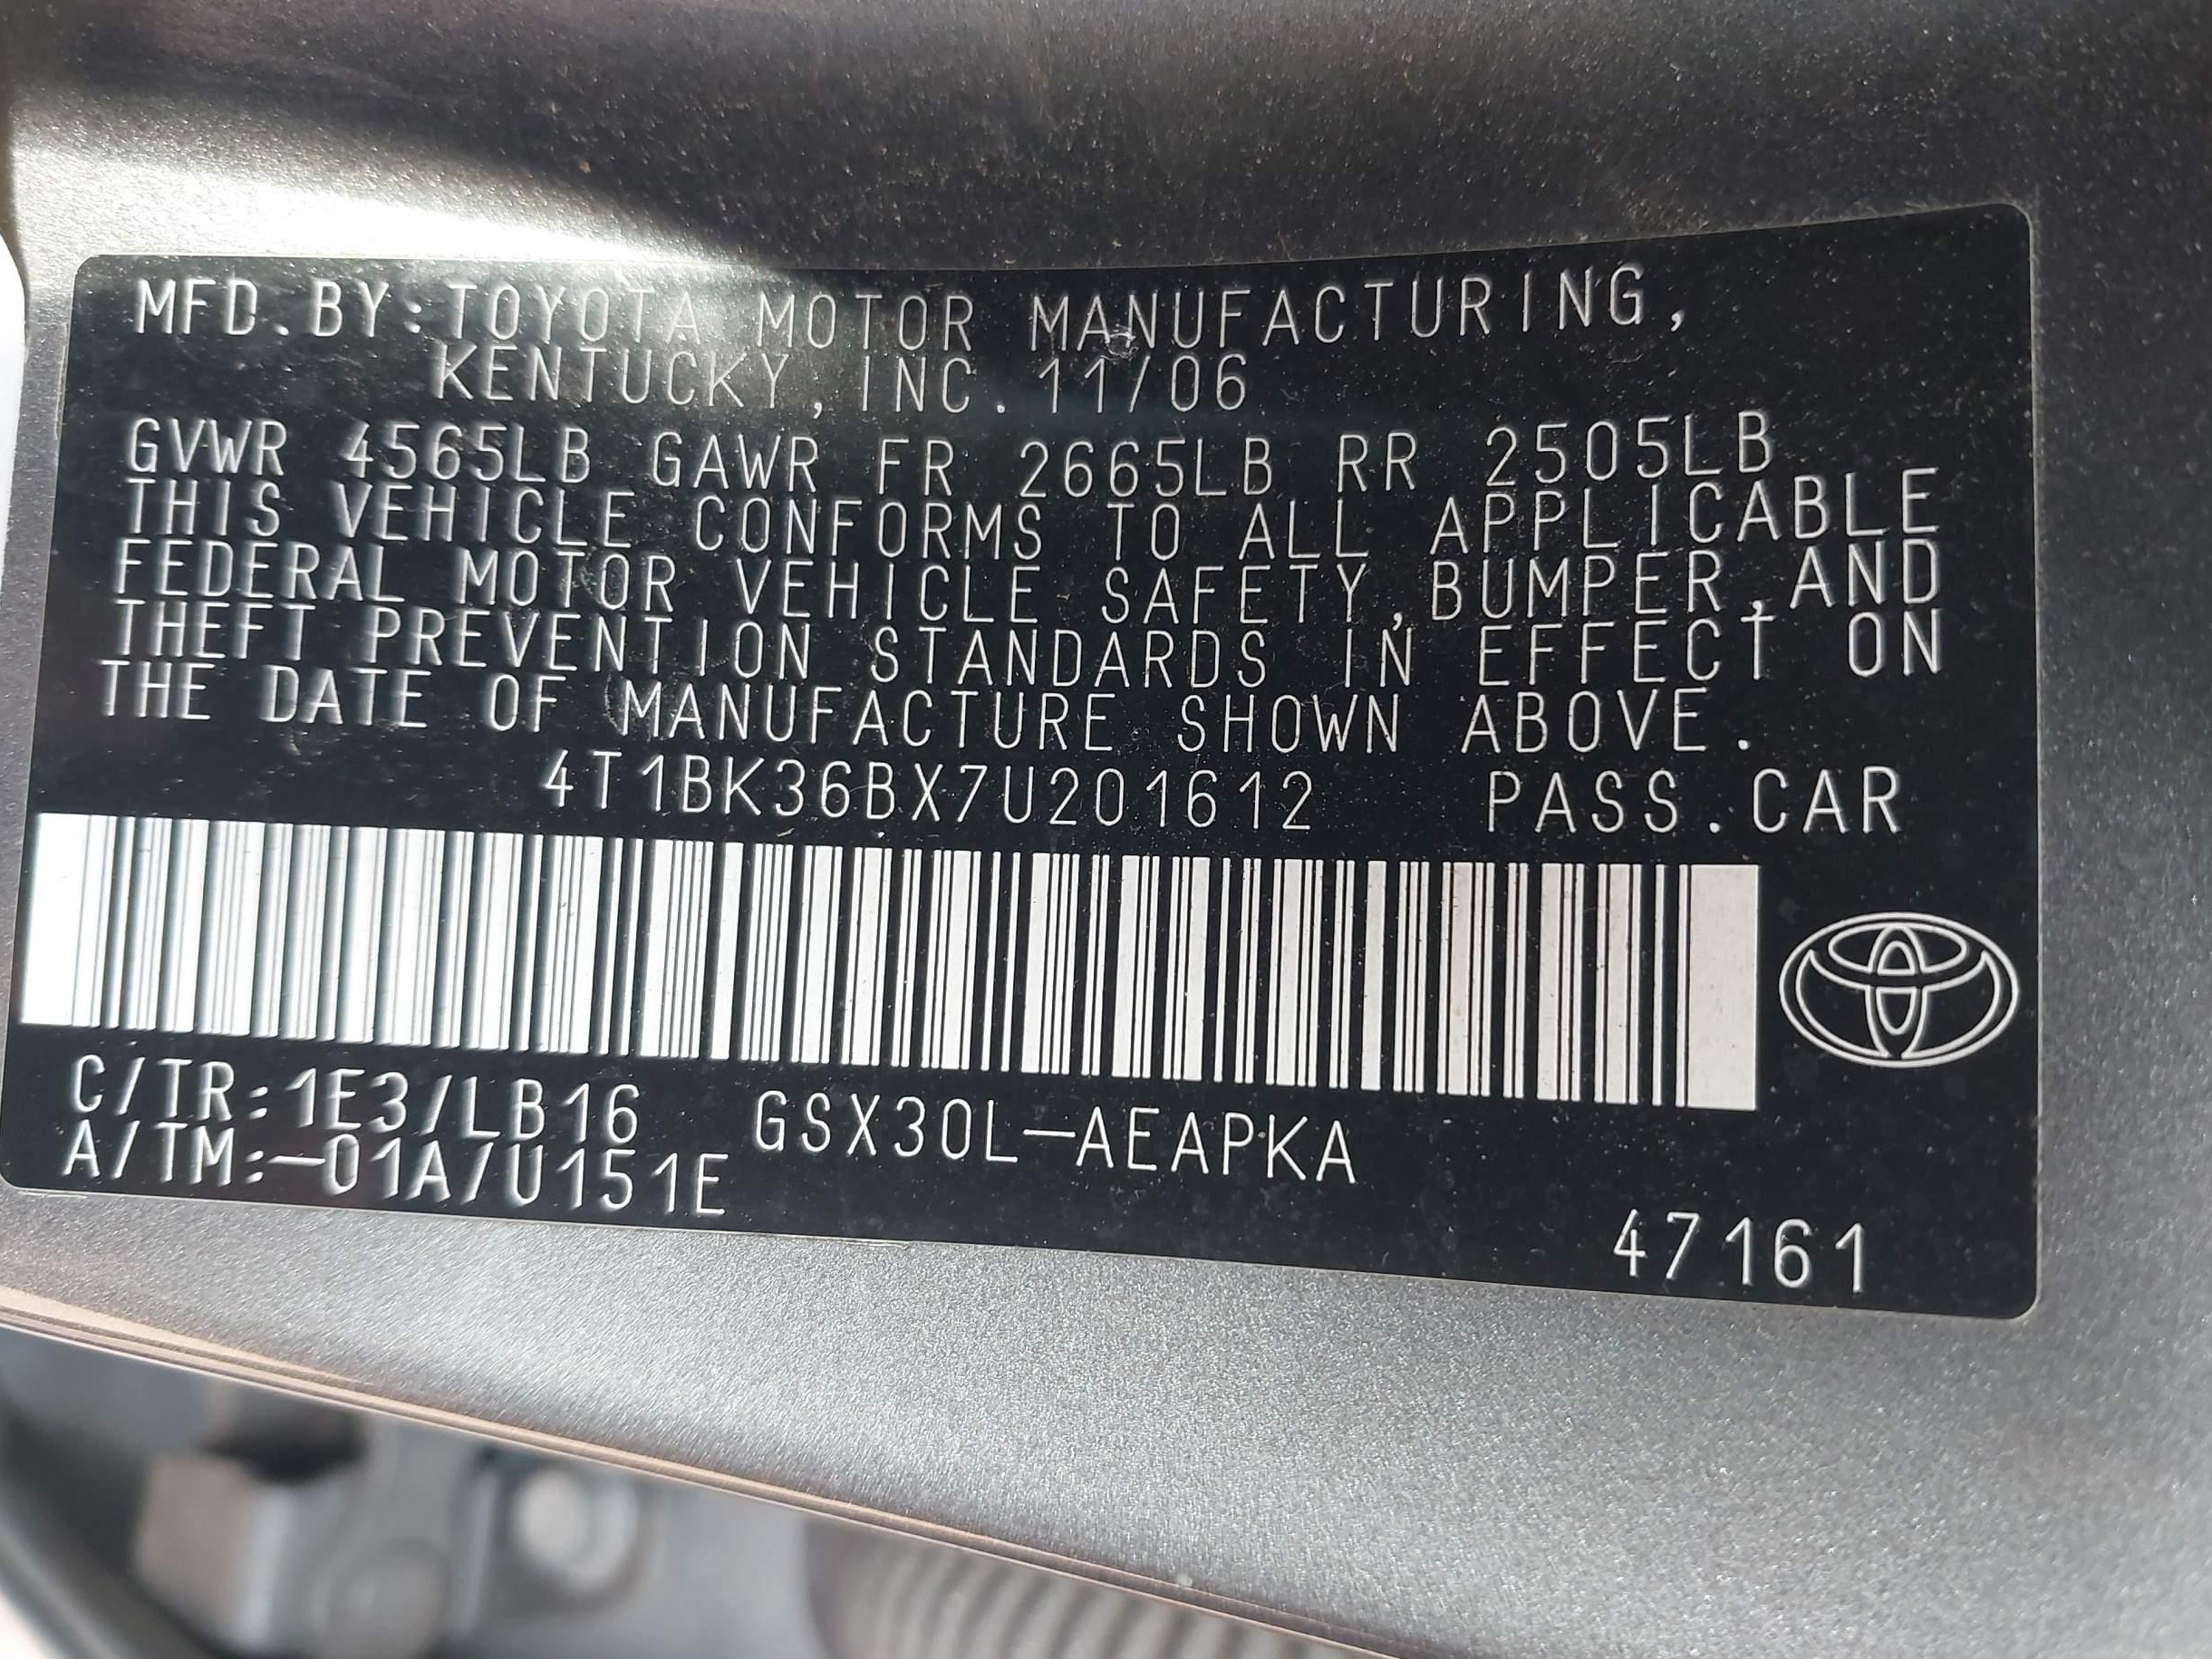 MFD.BY:TOYOTA MOTOR MANUFACTURING,
KENTUCKY, INC. 11/06
GVWR 4565LB GAWR FR 2665LB RR 2505LB
THIS VEHICLE CONFORMS TO ALL APPLICABLE
FEDERAL MOTOR VEHICLE SAFETY,BUMPER,AND
THEFT PREVENTION STANDARDS IN EFFECT ON
THE DATE OF MANUFACTURE SHOWN ABOVE.
4T1BK36BX7U201612 PASS.CAR
C/TR:1E3/LB16 GSX30L-AEAPKA
A/TM:-01A/U151E
47161